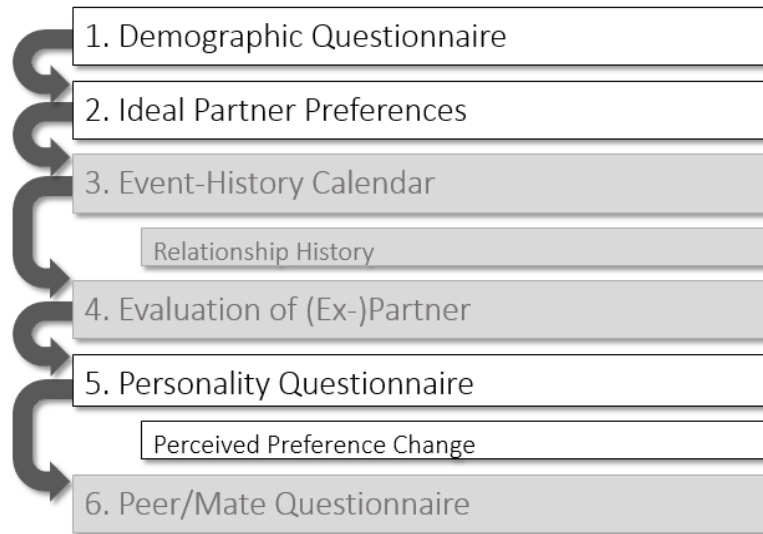 1. Demographic Questionnaire
2. Ideal Partner Preferences
3. Event-History Calendar
Relationship History
4. Evaluation of (Ex-)Partner
5. Personality Questionnaire
Perceived Preference Change
6. Peer/Mate Questionnaire